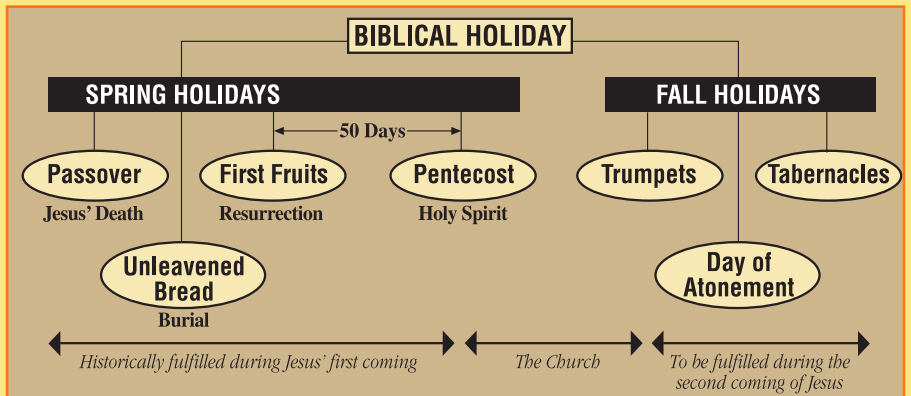 BIBLICAL HOLIDAY
SPRING HOLIDAYS
FALL HOLIDAYS
50 Days
Passover
First Fruits
Pentecost
Trumpets
Tabernacles
Jesus' Death
Resurrection
Holy Spirit
Unleavened
Bread
Burial
Day of
Atonement
Historically fulfilled during Jesus' first coming
The Church
To be fulfilled during the
second coming of Jesus